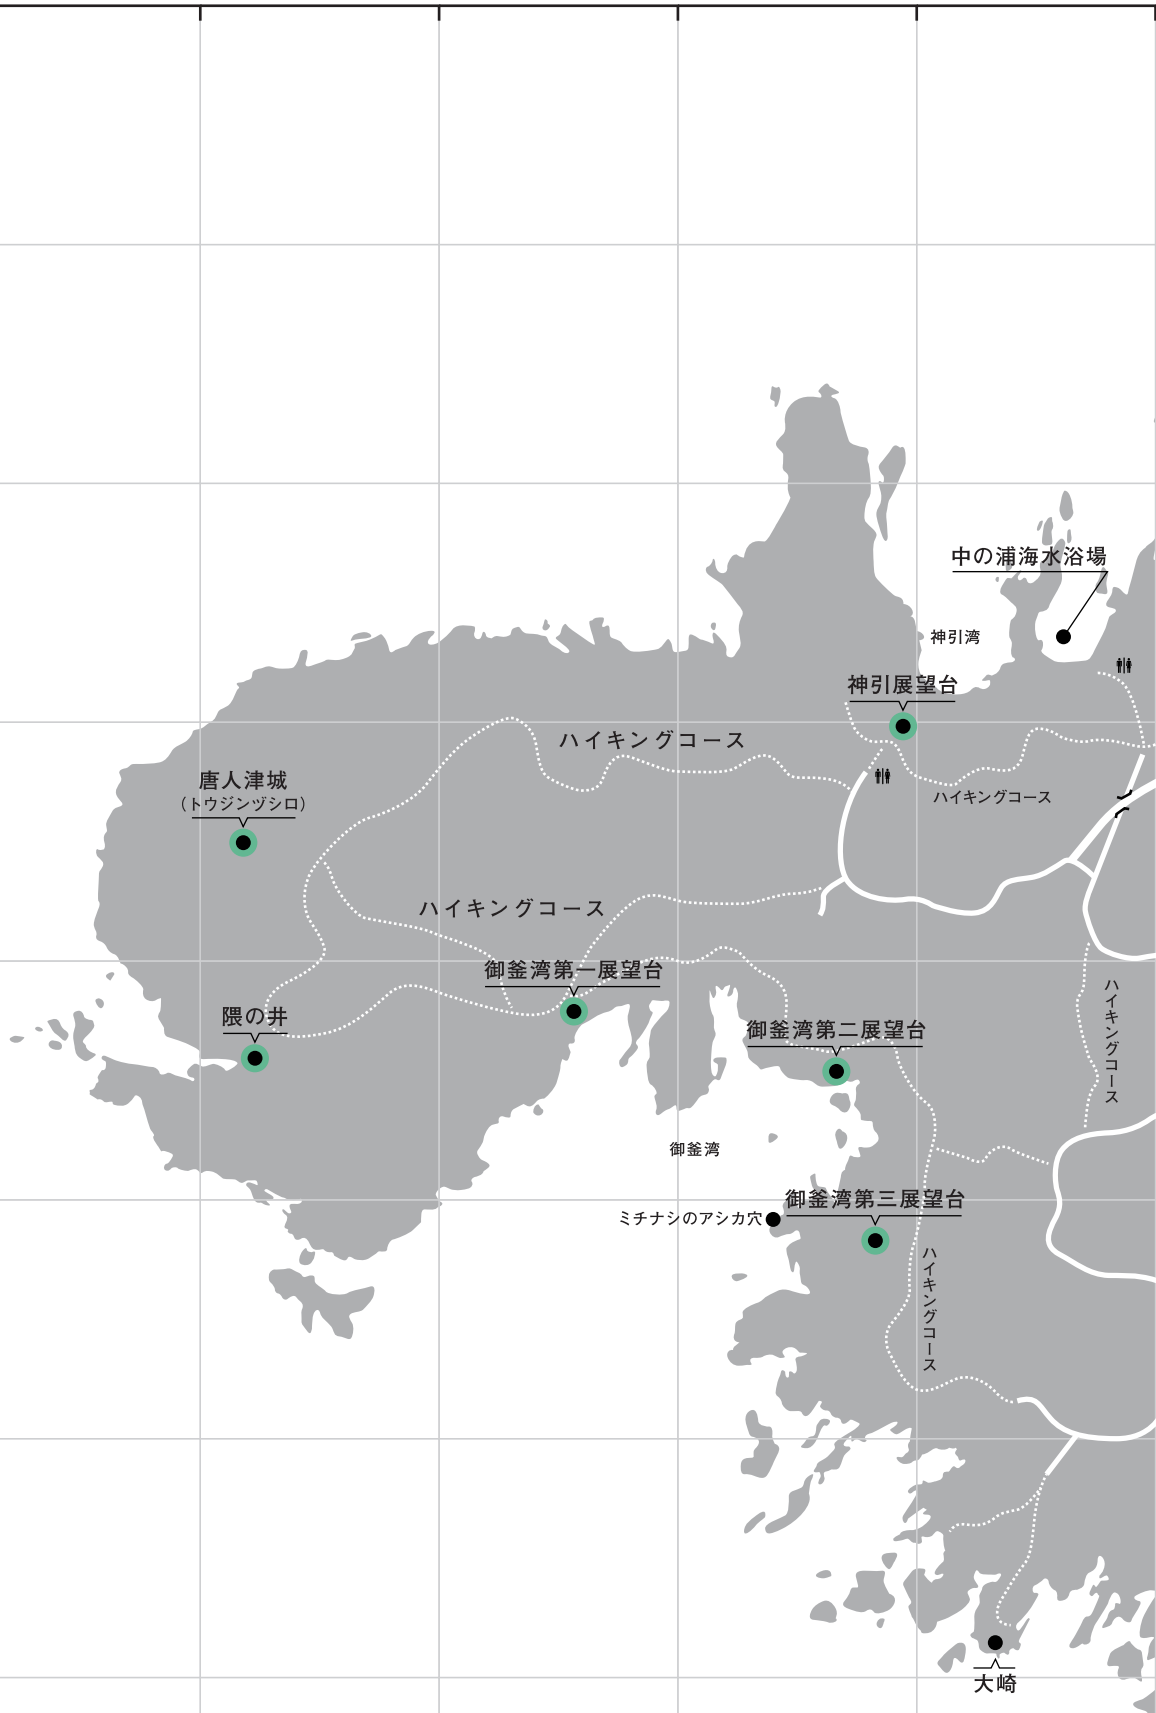 中の浦海水浴場
神引湾
神引展望台
ハイキングコース
唐人津城
(トウジンヅシロ)
ハイキングコース
ハイキングコース
御釜湾第一展望台
ハイキングコース
隈の井
御釜湾第二展望台
御釜湾
御釜湾第三展望台
ミチナシのアシカ穴
ハイキングコース
大崎